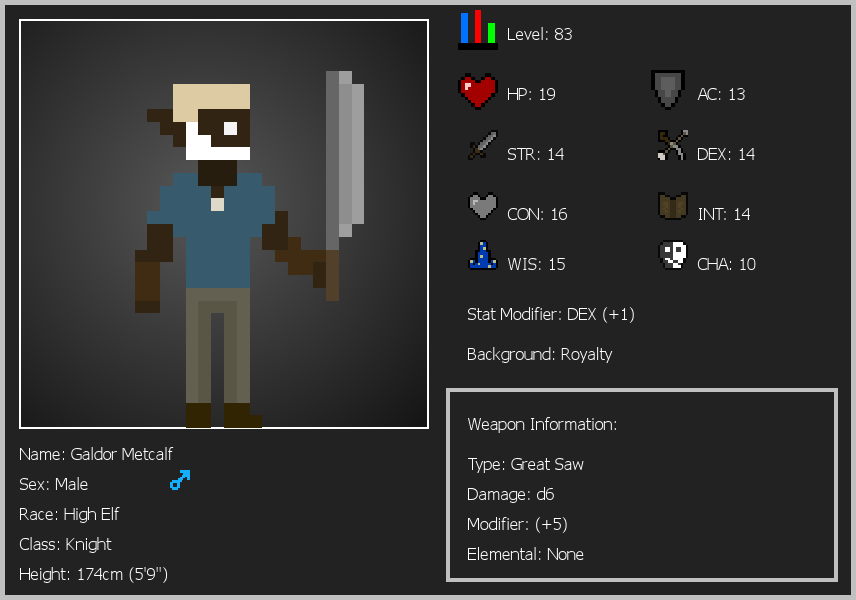 Level: 83
HP: 19
AC: 13
STR: 14
DEX: 14
CON: 16
INT: 14
WIS: 15
CHA: 10
Stat Modifier: DEX (+1)
Background: Royalty
Weapon Information:
Type: Great Saw
Damage: d6
Modifier: (+5)
Elemental: None
Name: Galdor Metcalf
Sex: Male
Race: High Elf
Class: Knight
Height: 174cm (5'9")